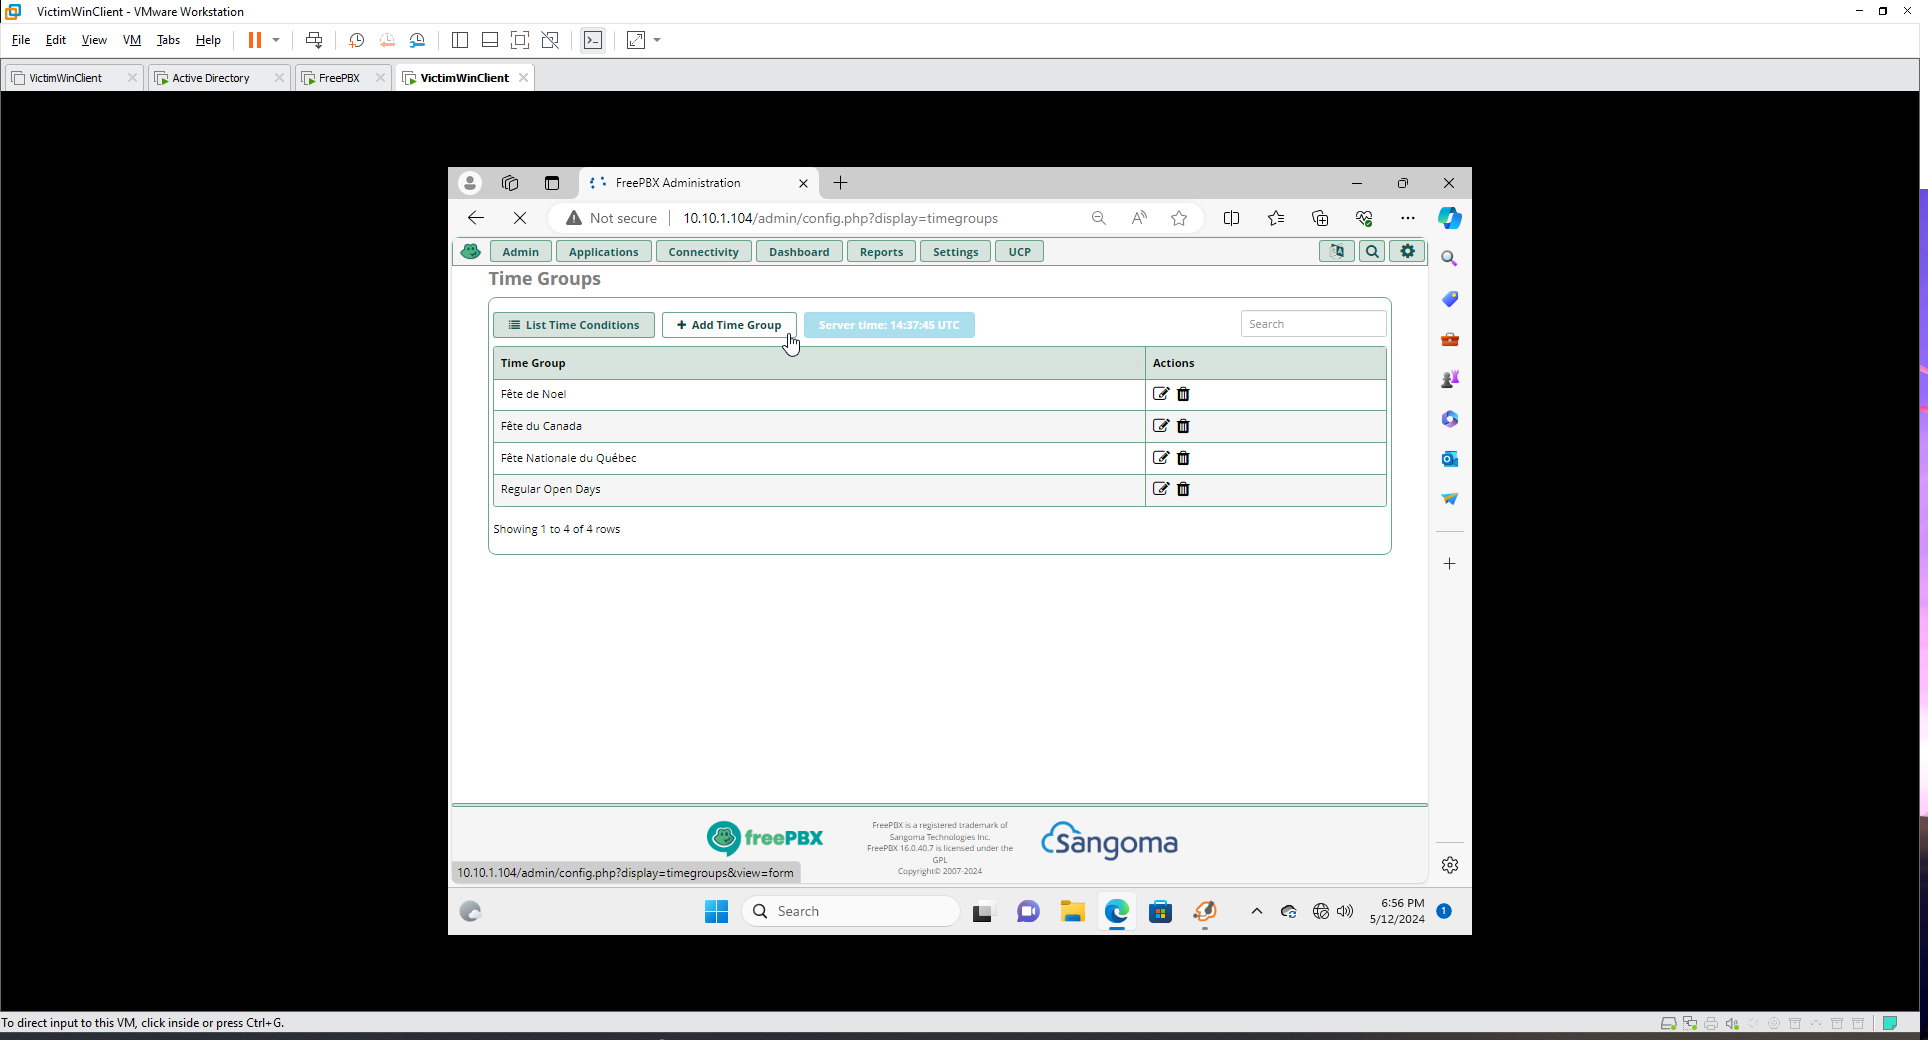 VictimWinClient - VMware Workstation
File Edit View VM Tabs Help
VictimWinClient Active Directory FreePBX VictimWinClient
FreePBX Administration
Not secure 10.10.1.104/admin/config.php?display=timegroups
Admin Applications Connectivity Dashboard Reports Settings UCP
Time Groups
List Time Conditions + Add Time Group Server time: 14:37:45 UTC Search
Time Group Actions
Fête de Noel
Fête du Canada
Fête Nationale du Québec
Regular Open Days
Showing 1 to 4 of 4 rows
freePBX
FreePBX is a registered trademark of
Sangoma Technologies Inc.
FreePBX 16.0.40.7 is licensed under the
GPL
Copyright© 2007-2024
Sangoma
10.10.1.104/admin/config.php?display=timegroups&view=form
Search
6:56 PM
5/12/2024
1
To direct input to this VM, click inside or press Ctrl+G.